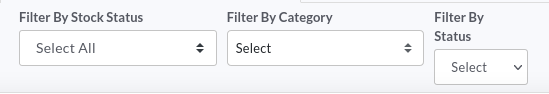 Filter By Stock Status
Select All
Filter By Category
Select
Filter By
Status
Select